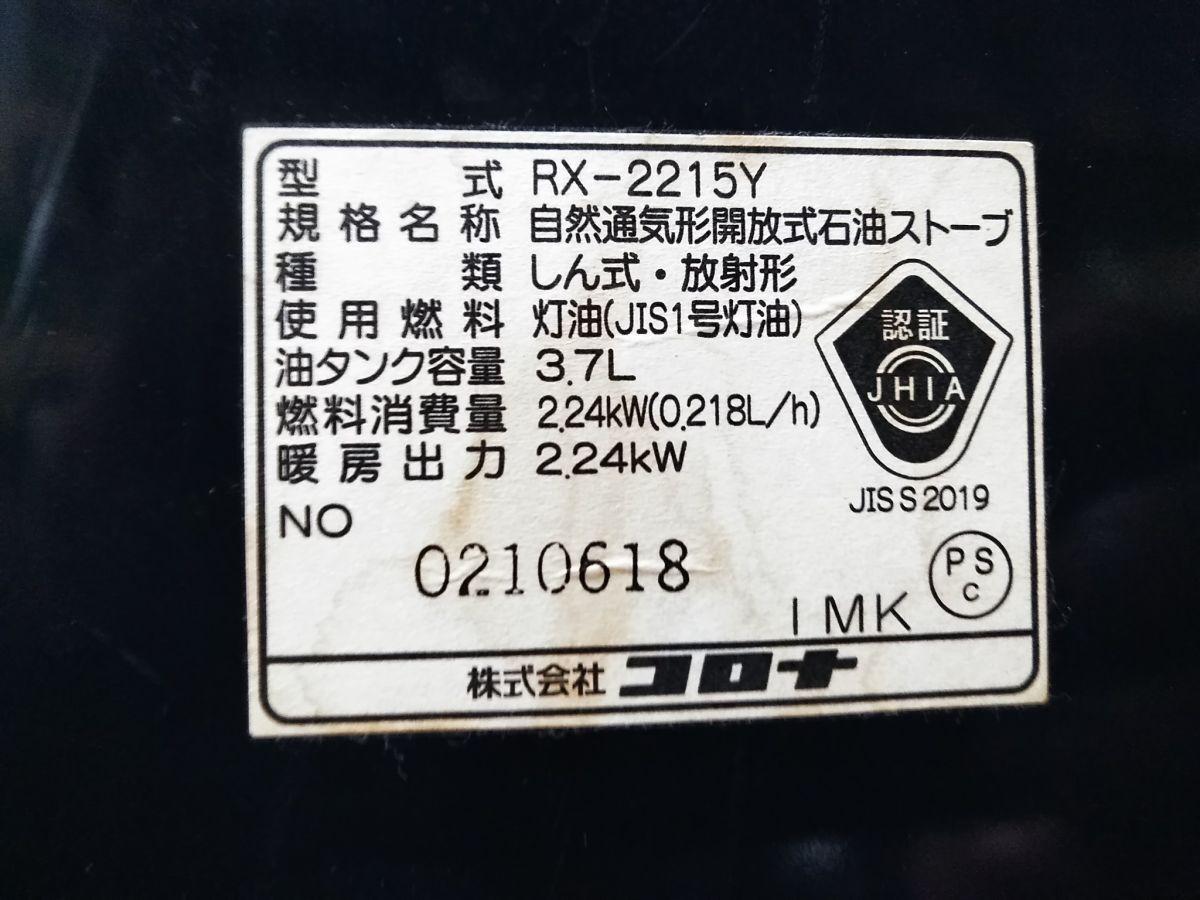 型式 RX-2215Y
規格名称 自然通気形開放式石油ストーブ
種類 しん式・放射形
使用燃料 灯油(JIS1号灯油)
油タンク容量 3.7L
燃料消費量 2.24kW(0.218L/h)
暖房出力 2.24kW
認証
JHIA
JIS S 2019
NO
0210618
PSC
IMK
株式会社 コロナ